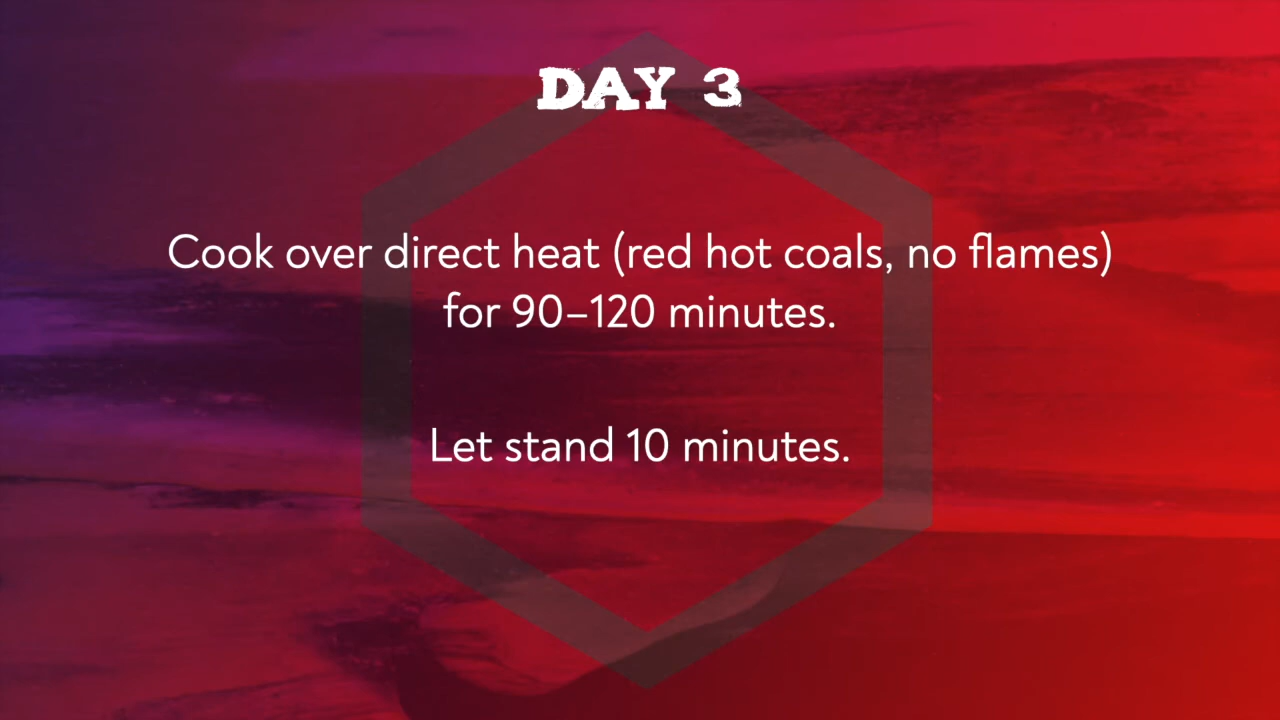 DAY 3
Cook over direct heat (red hot coals, no flames)
for 90–120 minutes.
Let stand 10 minutes.